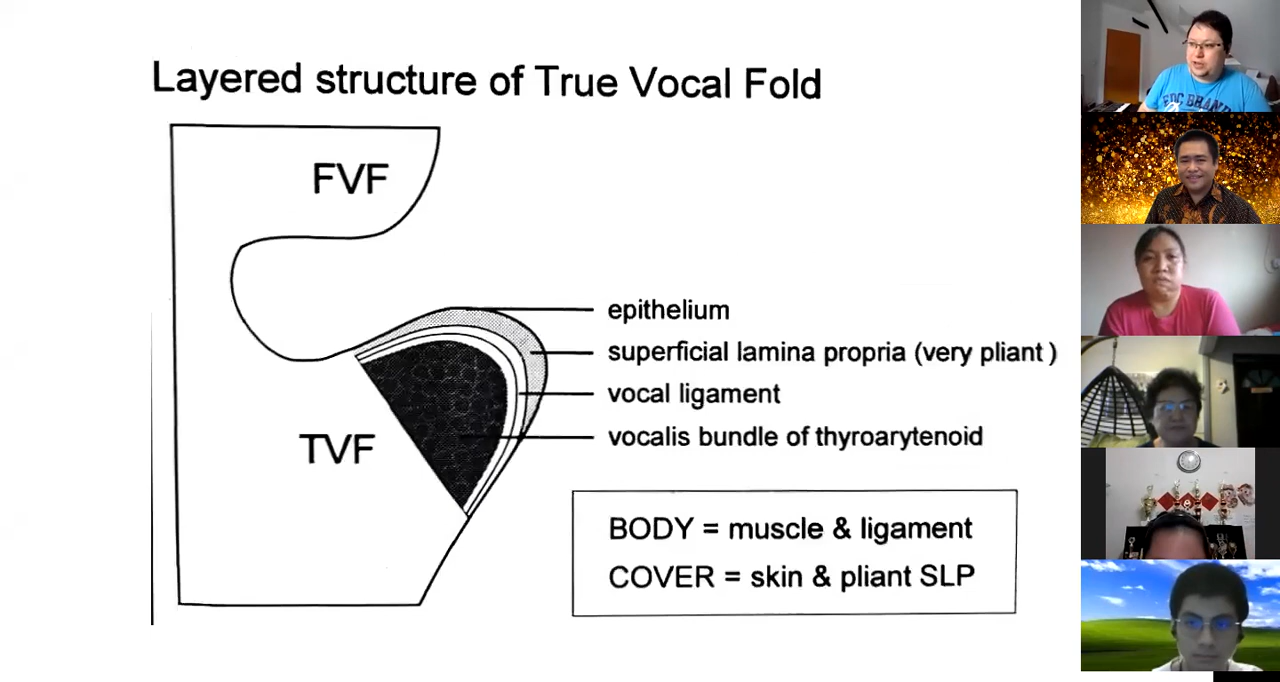 Layered structure of True Vocal Fold
FVF
epithelium
superficial lamina propria (very pliant )
vocal ligament
vocalis bundle of thyroarytenoid
TVF
BODY = muscle & ligament
COVER = skin & pliant SLP